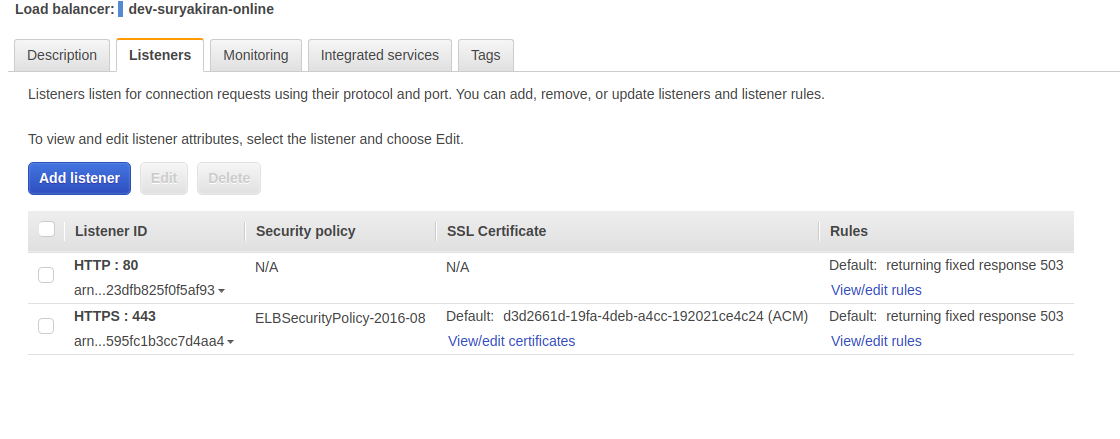 Load balancer: dev-suryakiran-online
Description Listeners Monitoring Integrated services Tags
Listeners listen for connection requests using their protocol and port. You can add, remove, or update listeners and listener rules.
To view and edit listener attributes, select the listener and choose Edit.
Add listener Edit Delete
Listener ID Security policy SSL Certificate Rules
HTTP : 80 N/A N/A Default: returning fixed response 503
arn...23dfb825f0f5af93 View/edit rules
HTTPS : 443 ELBSecurityPolicy-2016-08 Default: d3d2661d-19fa-4deb-a4cc-192021ce4c24 (ACM) Default: returning fixed response 503
arn...595fc1b3cc7d4aa4 View/edit certificates View/edit rules